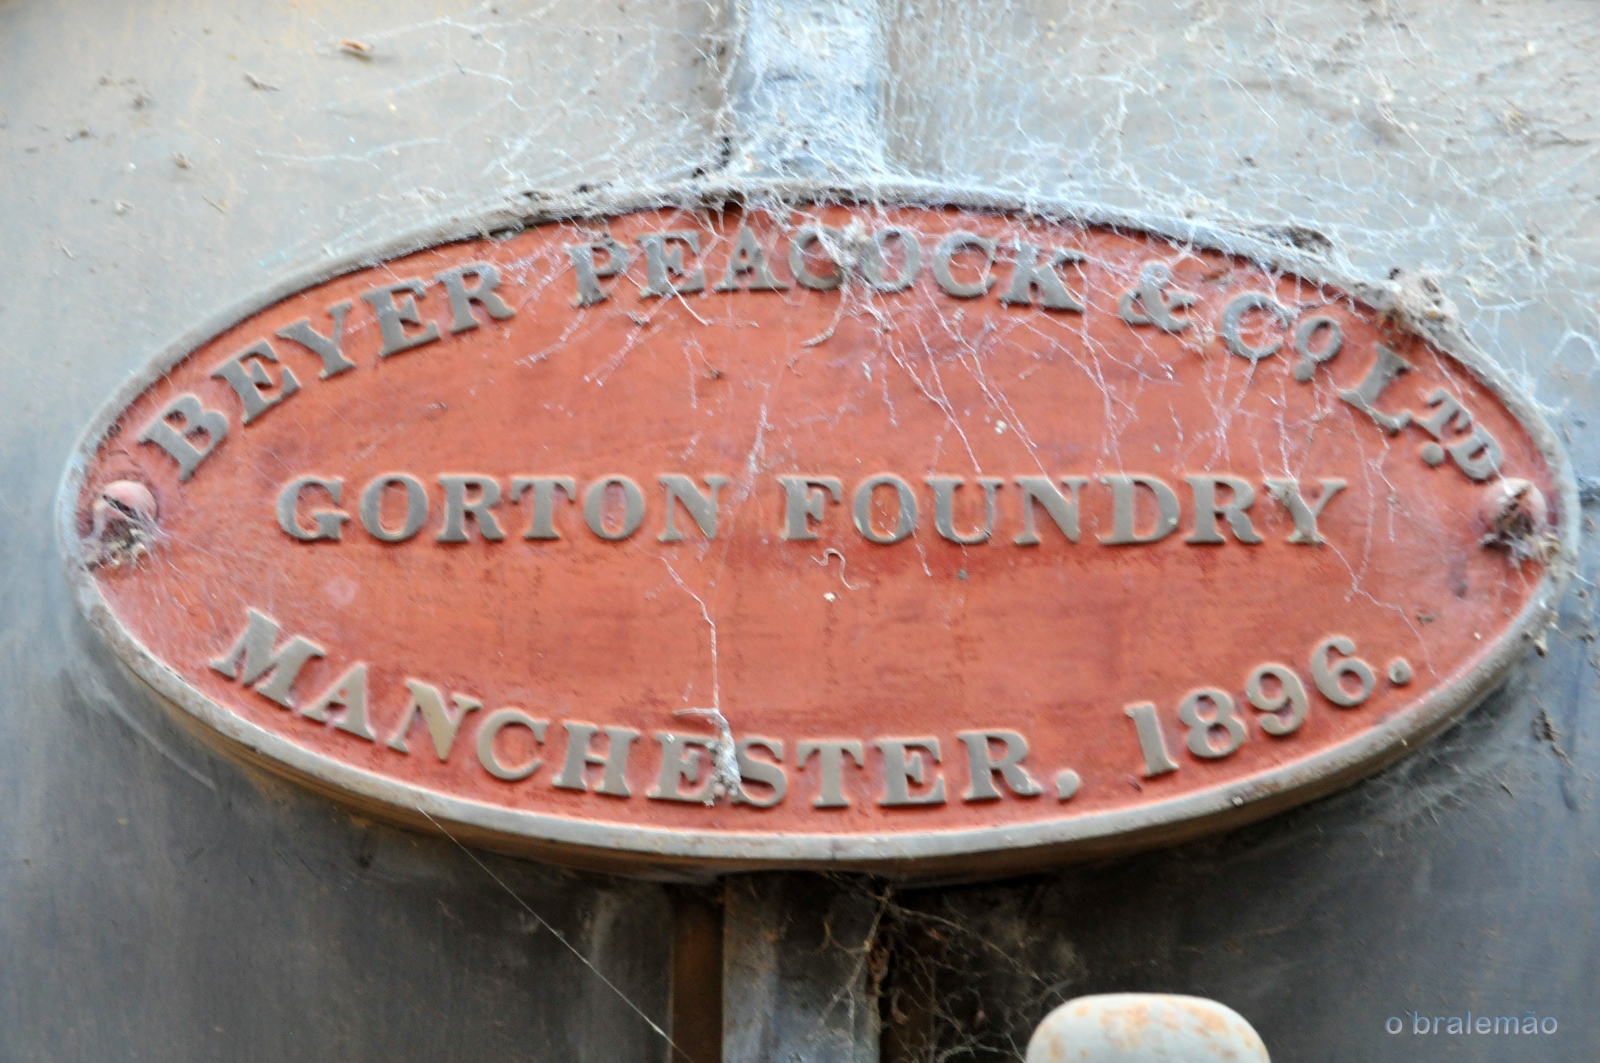 BEYER PEACOCK & Co LTD
GORTON FOUNDRY
MANCHESTER, 1896.
o bralemão